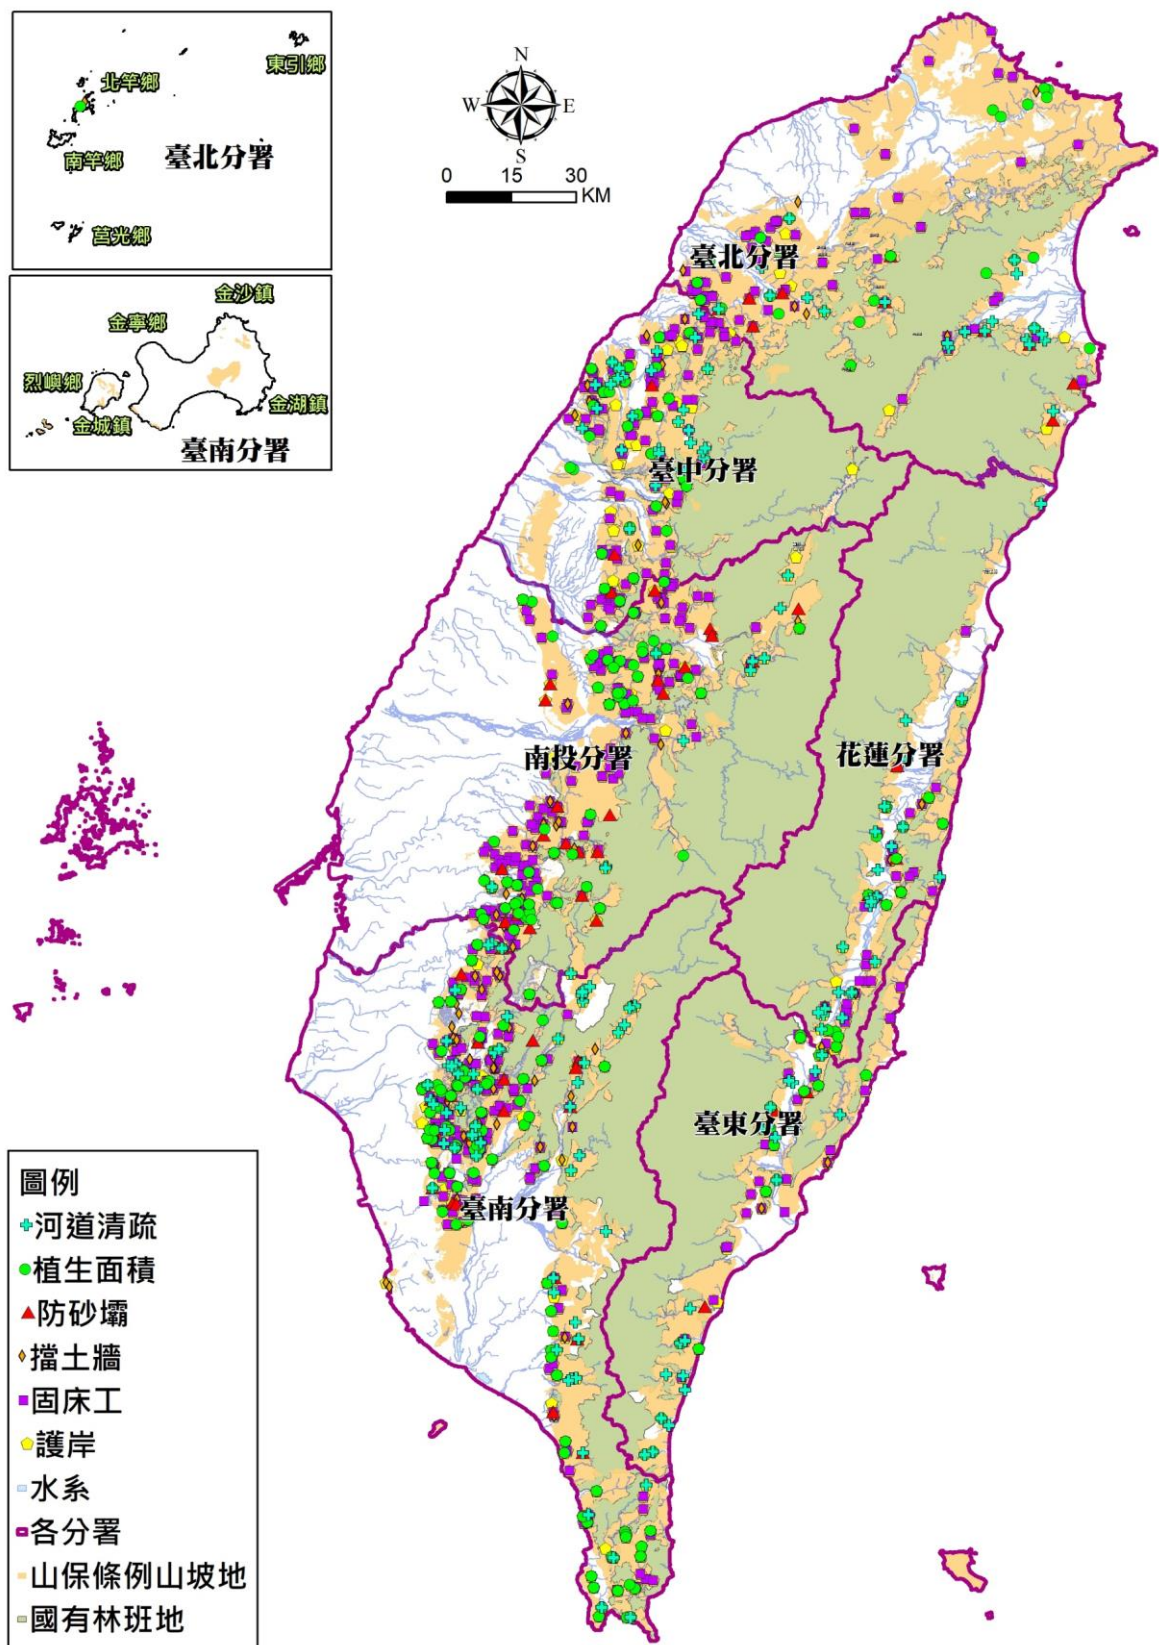 東引鄉
北竿鄉
南竿鄉
臺北分署
莒光鄉
金沙鎮
金寧鄉
烈嶼鄉
金湖鎮
金城鎮
臺南分署
N
W
E
S
0
15
30
KM
臺北分署
臺中分署
南投分署
花蓮分署
臺東分署
臺南分署
圖例
河道清疏
植生面積
防砂壩
擋土牆
固床工
護岸
水系
各分署
山保條例山坡地
國有林班地